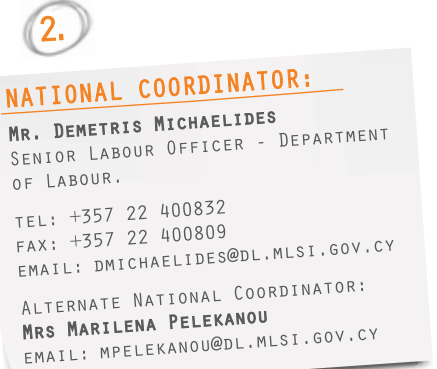 2.
NATIONAL COORDINATOR:
MR. DEMETRIS MICHAELIDES
SENIOR LABOUR OFFICER - DEPARTMENT
OF LABOUR.
TEL: +357 22 400832
FAX: +357 22 400809
EMAIL: DMICHAELIDES@DL.MLSI.GOV.CY
ALTERNATE NATIONAL COORDINATOR:
MRS MARILENA PELEKANOU
EMAIL: MPELEKANOU@DL.MLSI.GOV.CY